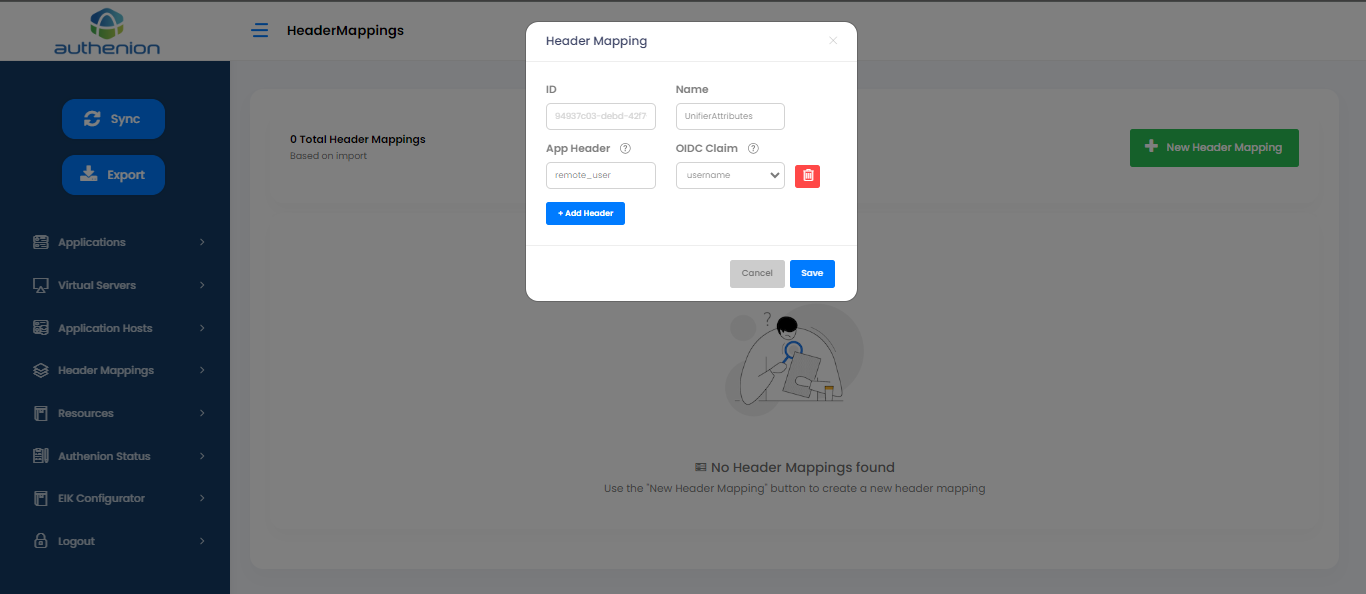 authenion
HeaderMappings
Sync
Export
Applications
Virtual Servers
Application Hosts
Header Mappings
Resources
Authenion Status
EIK Configurator
Logout
0 Total Header Mappings
Based on import
New Header Mapping
Header Mapping
ID Name
94837c03-debd-42f7 UnifierAttributes
App Header ? OIDC Claim ?
remote_user username
+ Add Header
Cancel Save
?
No Header Mappings found
Use the "New Header Mapping" button to create a new header mapping